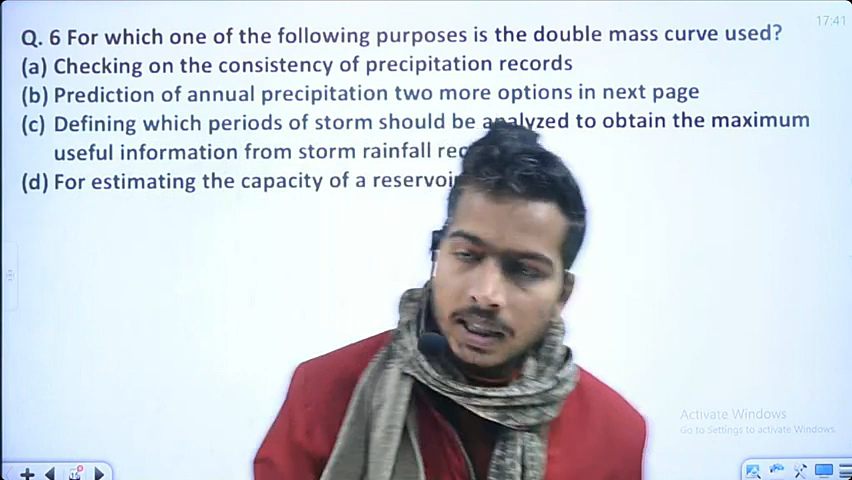 17:41
Q. 6 For which one of the following purposes is the double mass curve used?
(a) Checking on the consistency of precipitation records
(b) Prediction of annual precipitation two more options in next page
(c) Defining which periods of storm should be analyzed to obtain the maximum
useful information from storm rainfall
(d) For estimating the capacity of a reservoir
Activate Windows
Go to Settings to activate Windows.